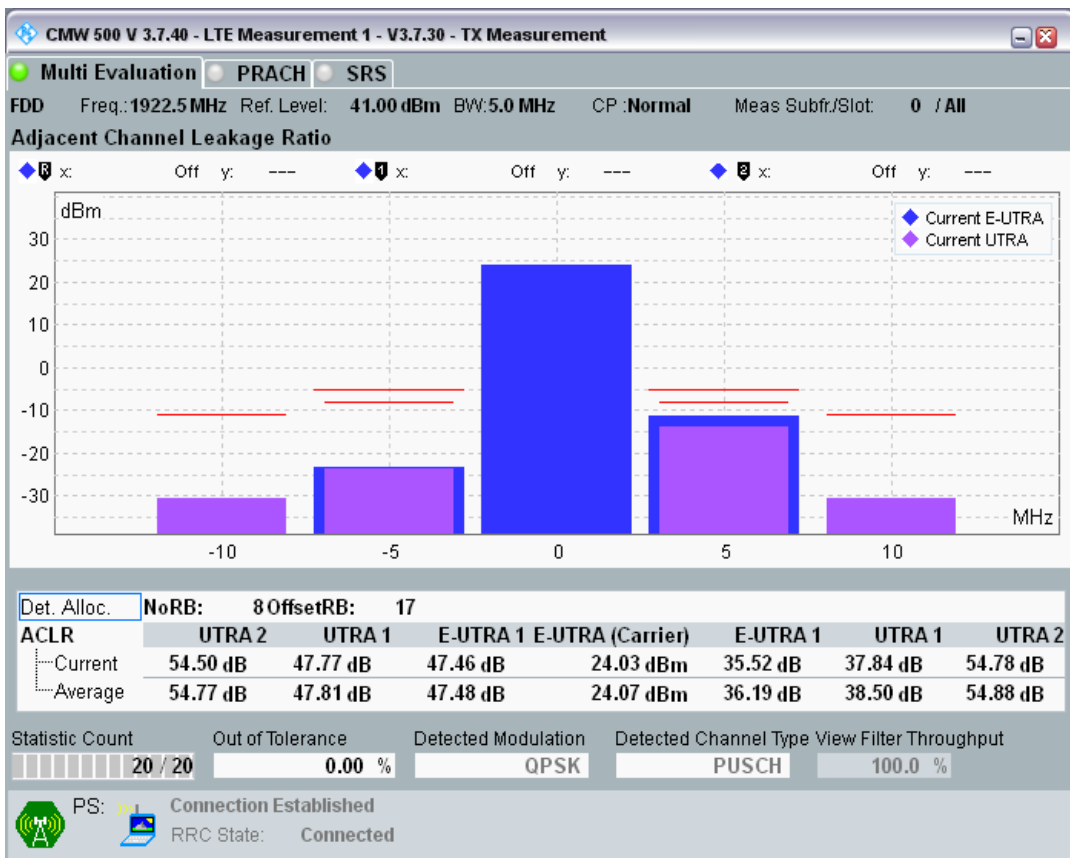 CMW 500 V 3.7.40 - LTE Measurement 1 - V3.7.30 - TX Measurement
Multi Evaluation PRACH SRS
FDD Freq.: 1922.5 MHz Ref. Level: 41.00 dBm BW: 5.0 MHz CP : Normal Meas Subfr./Slot: 0 / All
Adjacent Channel Leakage Ratio
R x: Off y: --- 1 x: Off y: --- 2 x: Off y: ---
dBm
Current E-UTRA
Current UTRA
30
20
10
0
-10
-20
-30
MHz
-10 -5 0 5 10
Det. Alloc. NoRB: 8 OffsetRB: 17
ACLR UTRA 2 UTRA 1 E-UTRA 1 E-UTRA (Carrier) E-UTRA 1 UTRA 1 UTRA 2
Current 54.50 dB 47.77 dB 47.46 dB 24.03 dBm 35.52 dB 37.84 dB 54.78 dB
Average 54.77 dB 47.81 dB 47.48 dB 24.07 dBm 36.19 dB 38.50 dB 54.88 dB
Statistic Count Out of Tolerance Detected Modulation Detected Channel Type View Filter Throughput
20 / 20 0.00 % QPSK PUSCH 100.0 %
PS: Connection Established
RRC State: Connected